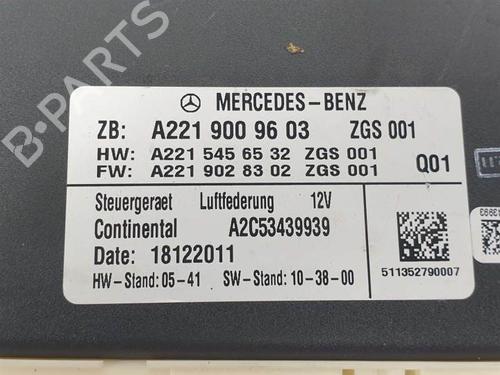 B-PARTS
MERCEDES-BENZ
ZB: A221 900 96 03 ZGS 001
HW: A221 545 65 32 ZGS 001
FW: A221 902 83 02 ZGS 001 Q01
Steuergeraet Luftfederung 12V
Continental A2C53439939
Date: 18122011
HW-Stand: 05-41 SW-Stand: 10-38-00
511352790007